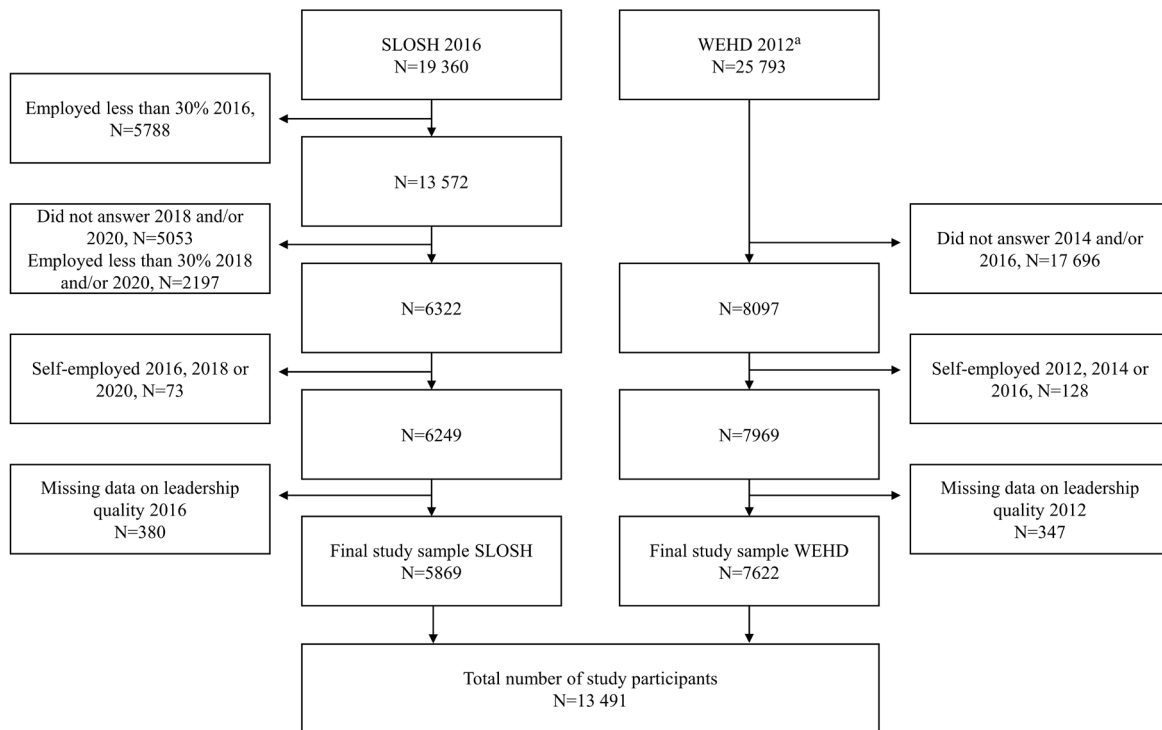 SLOSH 2016
N=19 360
WEHD 2012ª
N=25 793
Employed less than 30% 2016,
N=5788
N=13 572
Did not answer 2018 and/or
2020, N=5053
Employed less than 30% 2018
and/or 2020, N=2197
Did not answer 2014 and/or
2016, N=17 696
N=6322
N=8097
Self-employed 2016, 2018 or
2020, N=73
Self-employed 2012, 2014 or
2016, N=128
N=6249
N=7969
Missing data on leadership
quality 2016
N=380
Missing data on leadership
quality 2012
N=347
Final study sample SLOSH
N=5869
Final study sample WEHD
N=7622
Total number of study participants
N=13 491